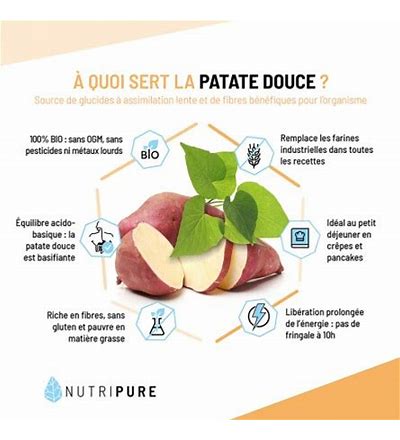 À QUOI SERT LA PATATE DOUCE ?
Source de glucides à assimilation lente et de fibres bénéfiques pour l'organisme
100% BIO : sans OGM, sans
pesticides ni métaux lourds
BIO
Remplace les farines
industrielles dans toutes
les recettes
Équilibre acido-
basique : la
patate douce
est basifiante
Idéal au petit
déjeuner en
crêpes et
pancakes
Riche en fibres, sans
gluten et pauvre en
matière grasse
Libération prolongée
de l'énergie : pas de
fringale à 10h
NUTRIPURE